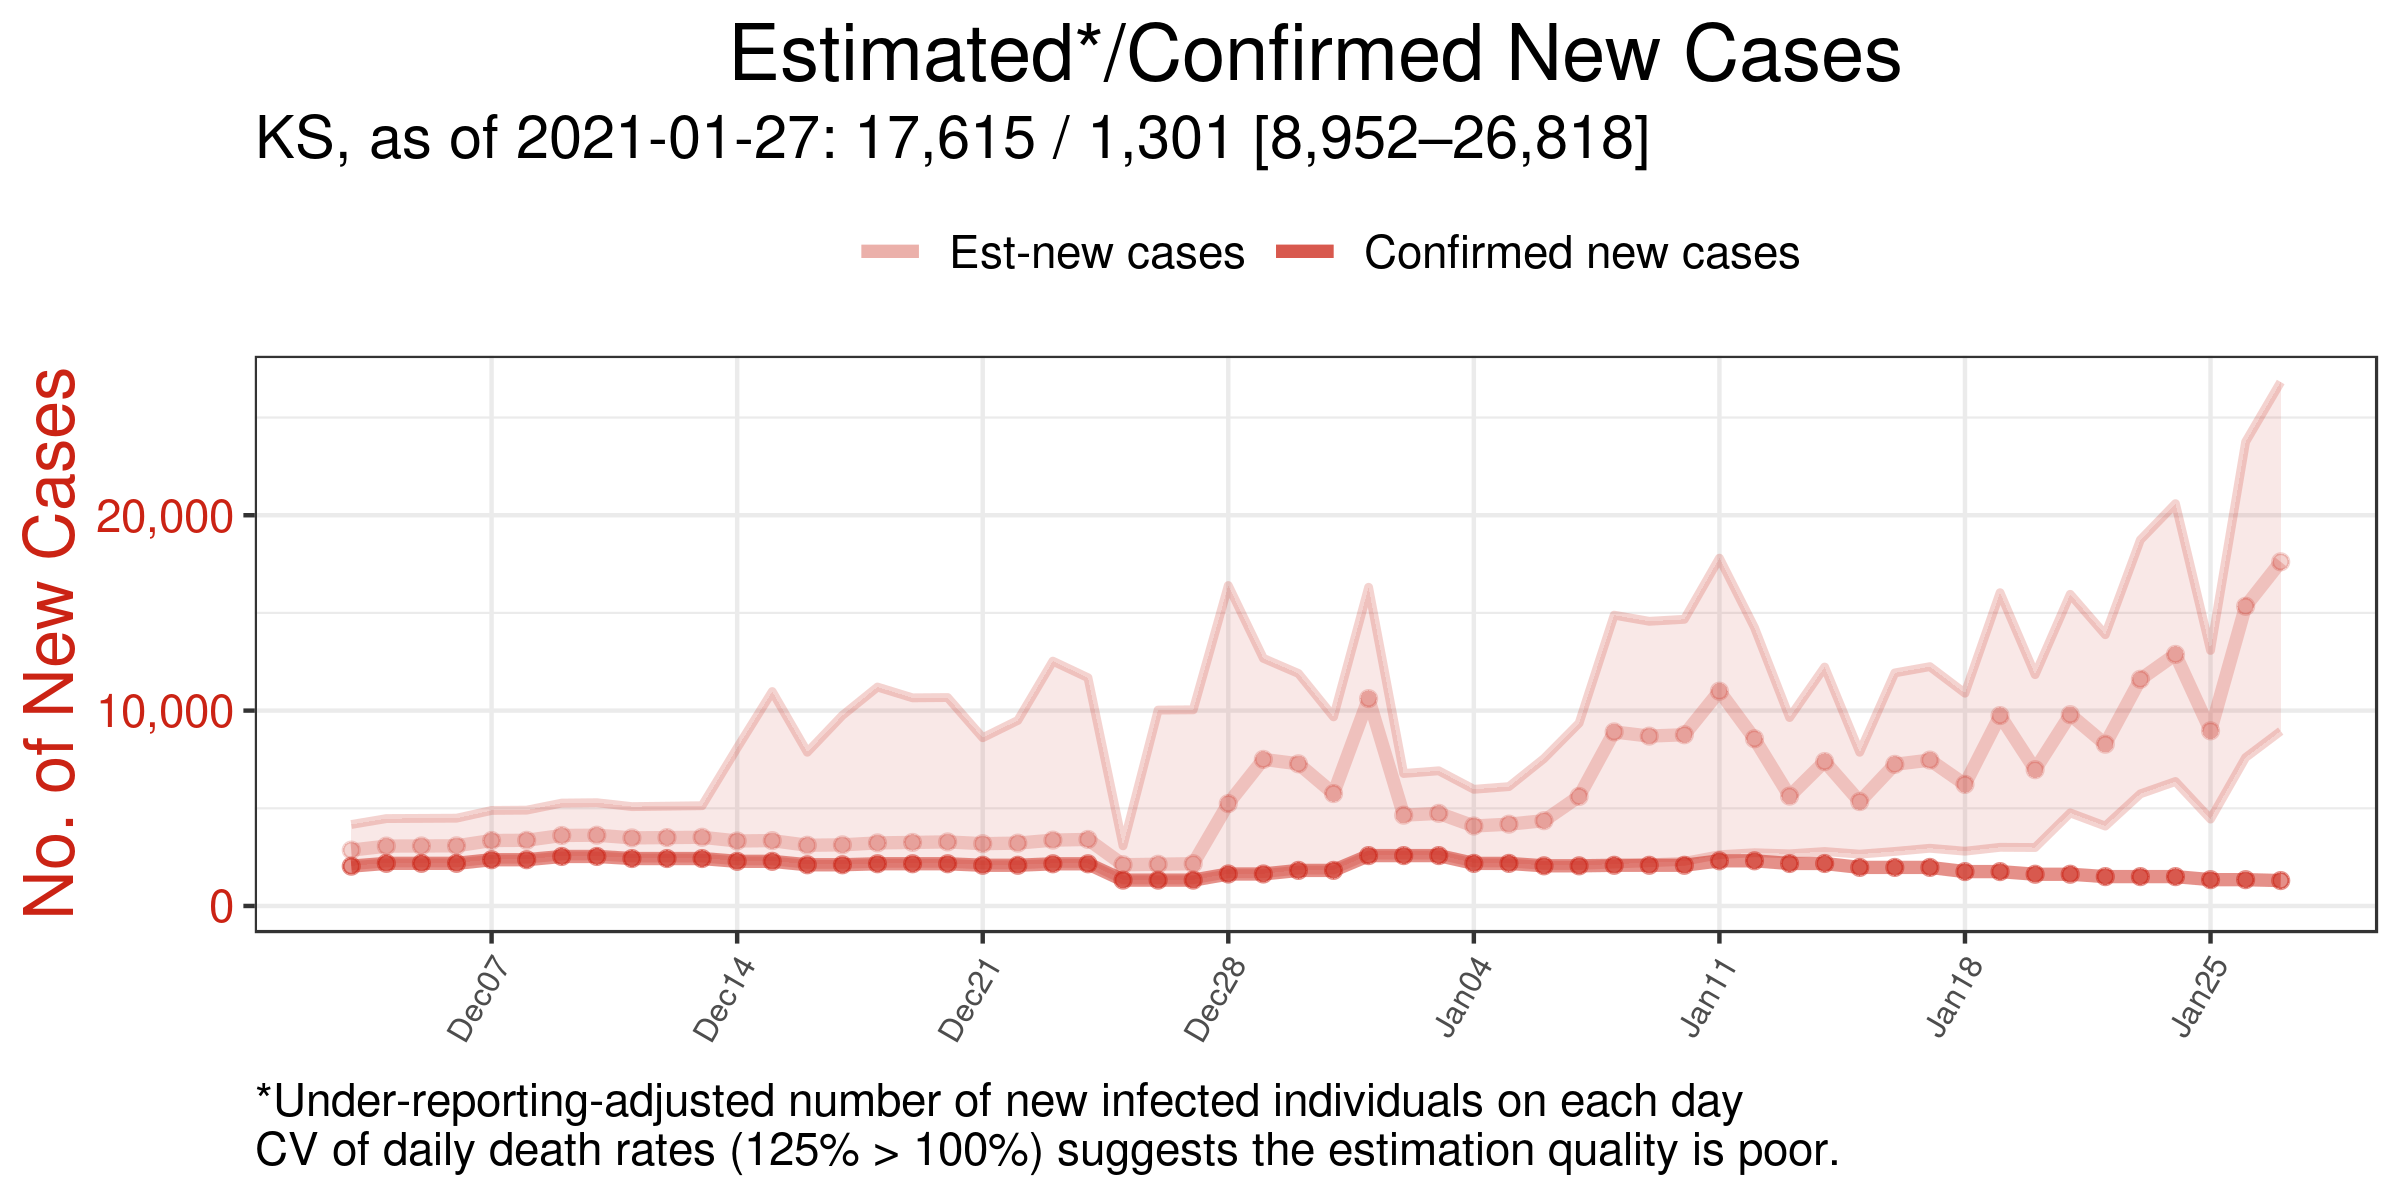 Estimated*/Confirmed New Cases
KS, as of 2021-01-27: 17,615 / 1,301 [8,952–26,818]
Est-new cases
Confirmed new cases
No. of New Cases
20,000
10,000
0
Dec07
Dec14
Dec21
Dec28
Jan04
Jan11
Jan18
Jan25
*Under-reporting-adjusted number of new infected individuals on each day
CV of daily death rates (125% > 100%) suggests the estimation quality is poor.